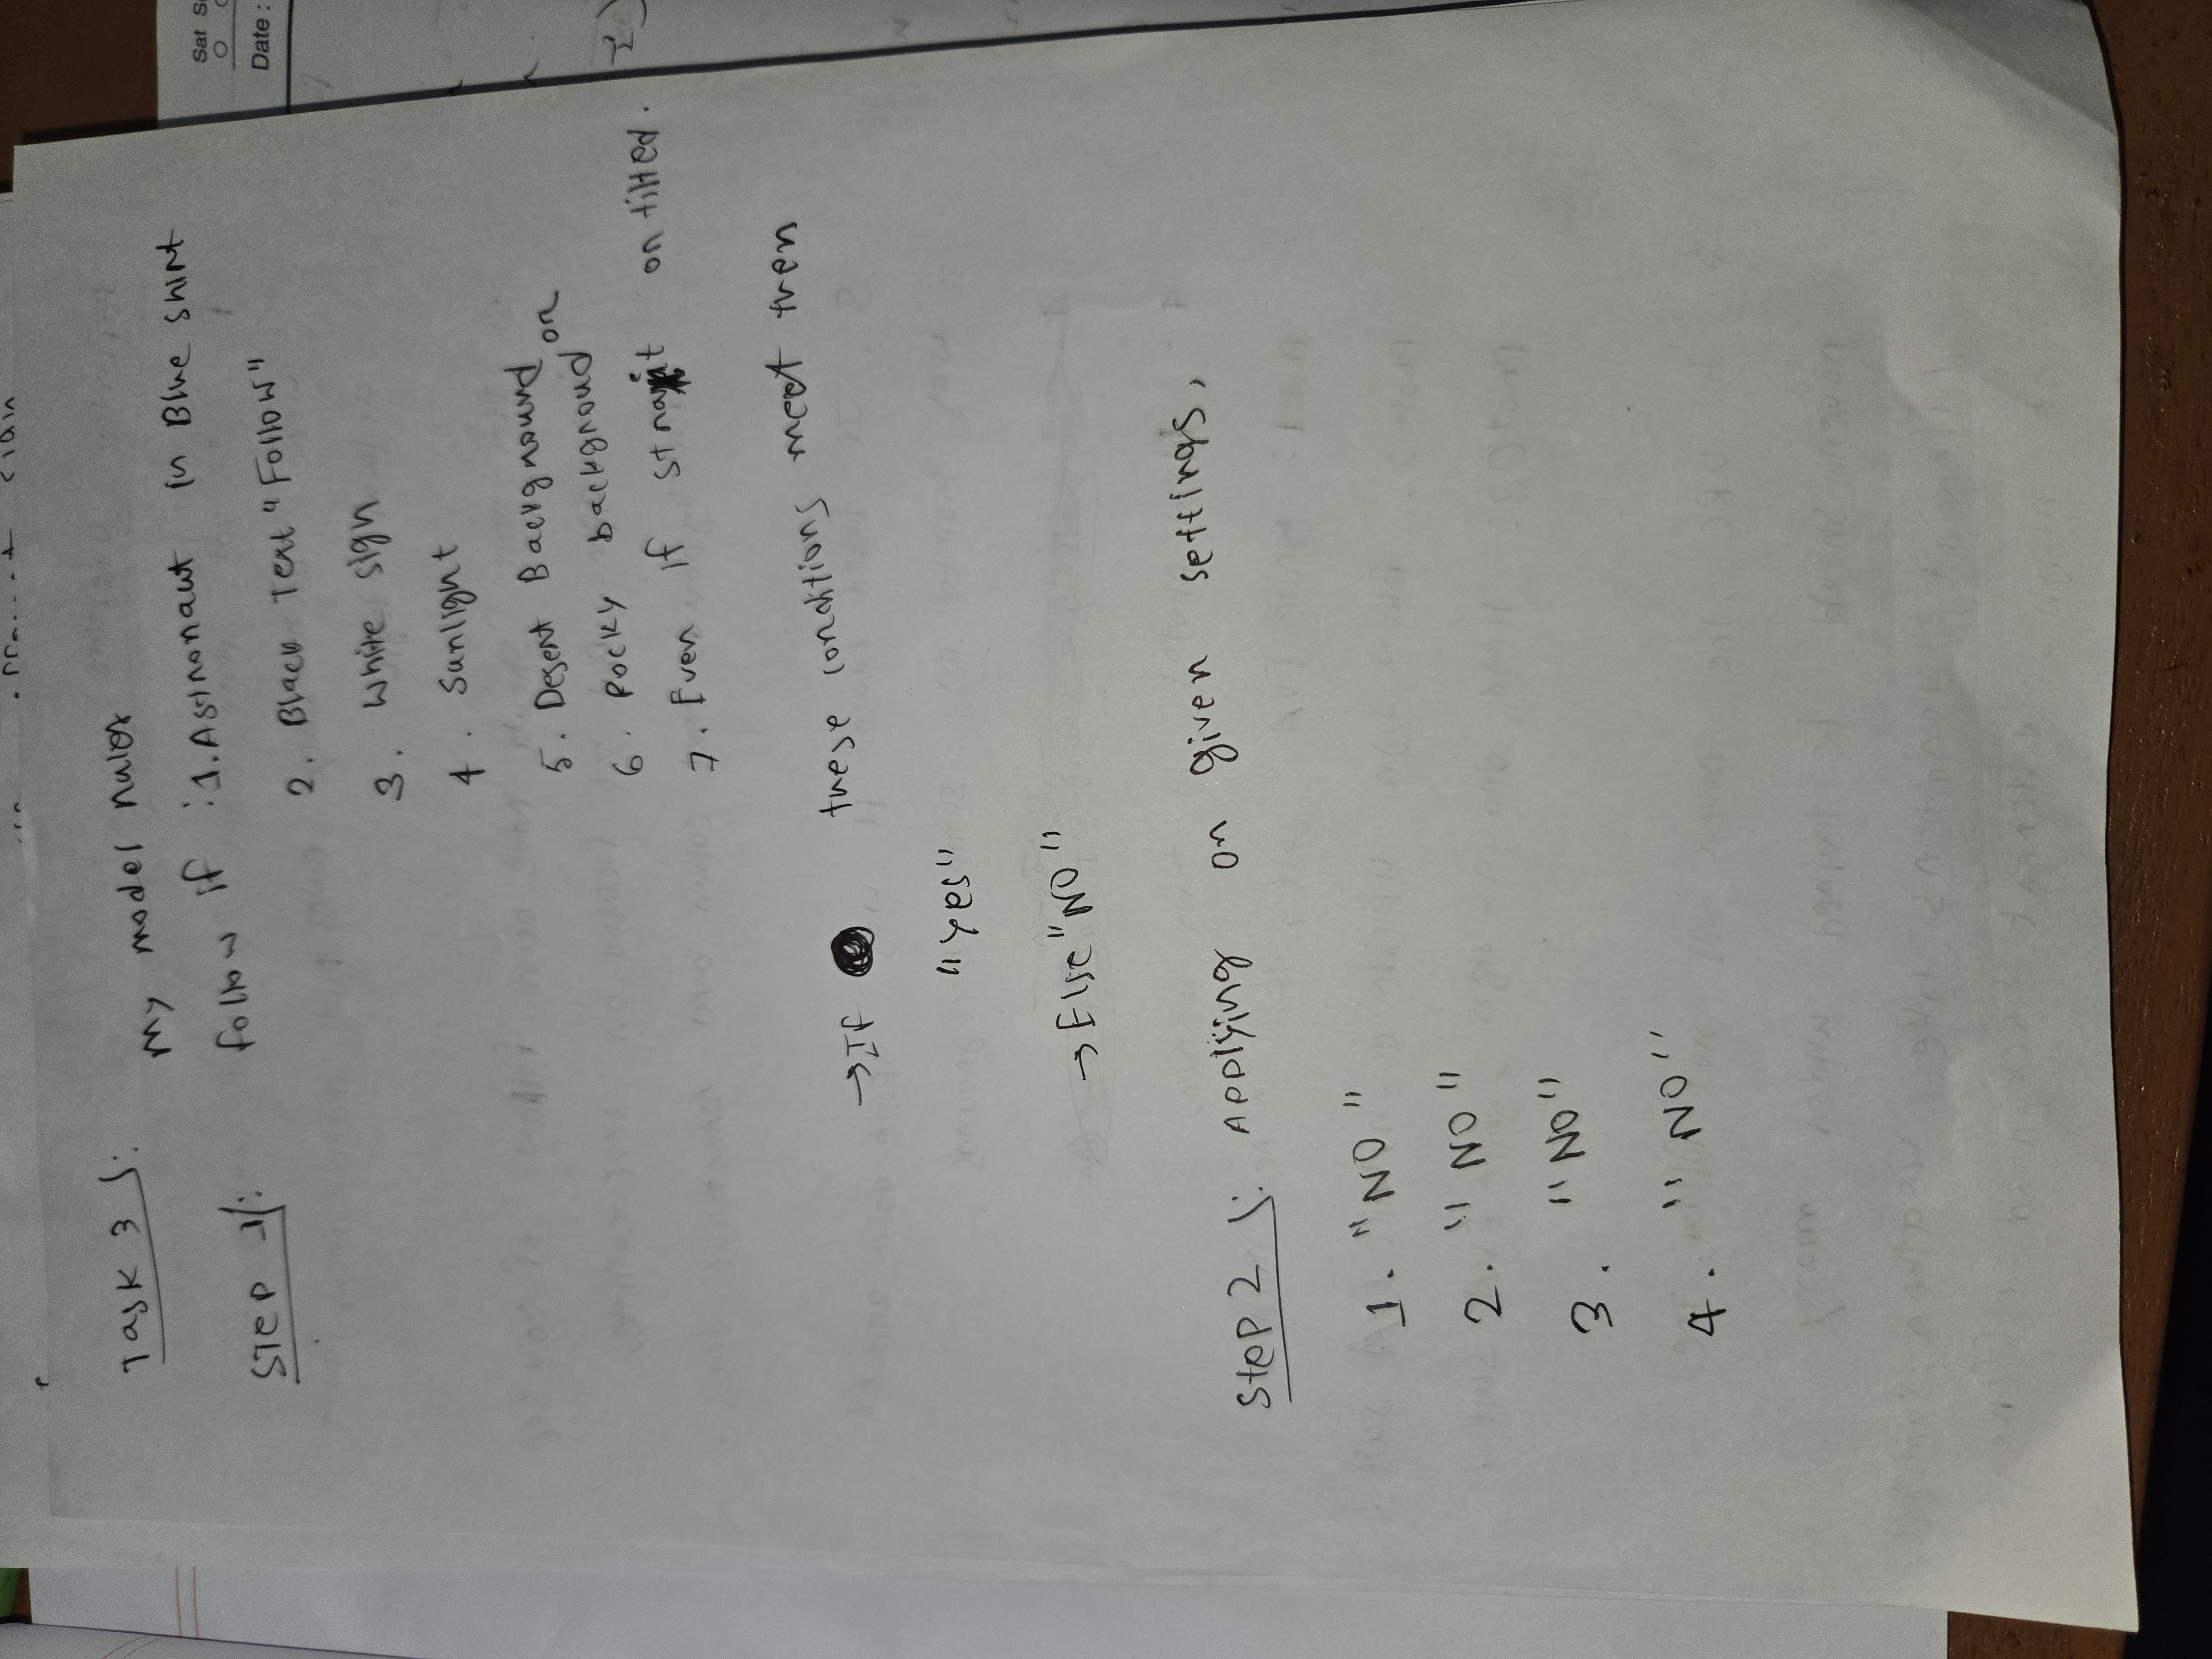 Task 3 :
My model rules
Step 1 :
follow if : 1. Astronaut in Blue shirt
2. Black Text "Follow"
3. White sign
4. Sunlight
5. Desert Background or
6. Rocky backgroud
7. Even if strait or tilted.
→ If these conditions meet then
"Yes"
→ Else "NO"
Step 2 : Applying on given settings,
1. "NO"
2. "NO"
3. "NO"
4. "NO"
Sat
Date :